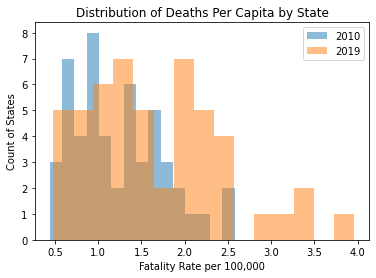 Distribution of Deaths Per Capita by State
2010
2019
Count of States
8
7
6
5
4
3
2
1
0
0.5 1.0 1.5 2.0 2.5 3.0 3.5 4.0
Fatality Rate per 100,000